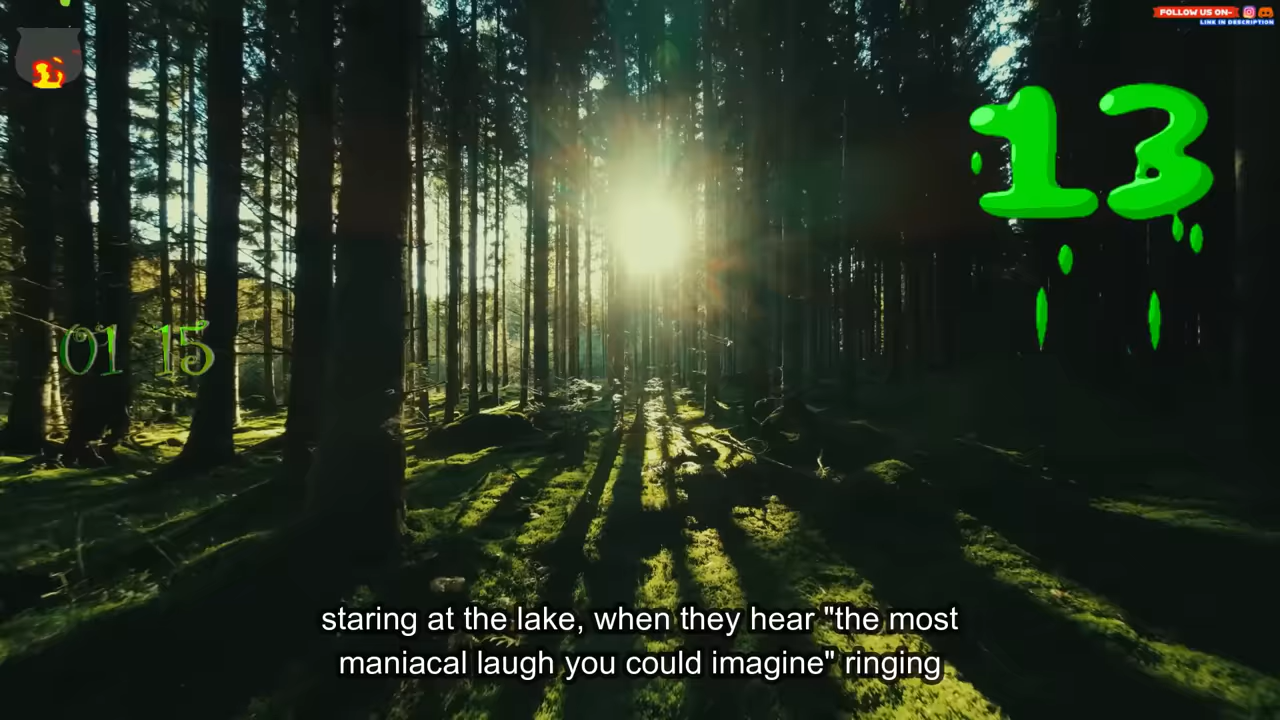 FOLLOW US ON-
LINK IN DESCRIPTION
13
01 15
staring at the lake, when they hear "the most
maniacal laugh you could imagine" ringing